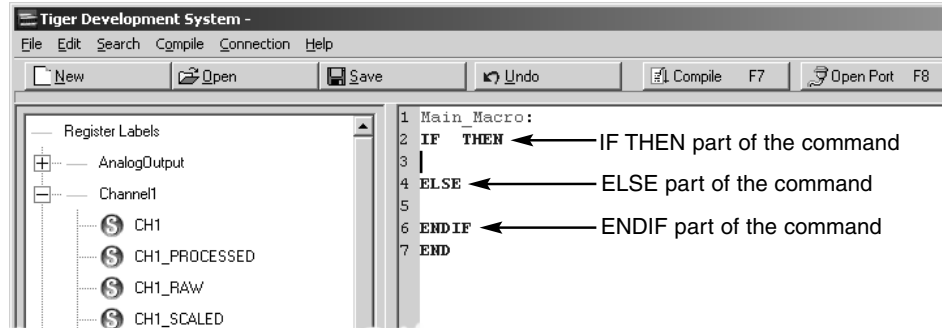 Tiger Development System -
File Edit Search Compile Connection Help
New Open Save Undo Compile F7 Open Port F8
Register Labels
AnalogOutput
Channel1
CH1
CH1_PROCESSED
CH1_RAW
CH1_SCALED
1 Main_Macro:
2 IF THEN
3
4 ELSE
5
6 ENDIF
7 END
IF THEN part of the command
ELSE part of the command
ENDIF part of the command